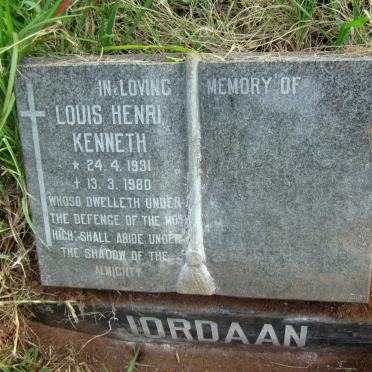 IN LOVING MEMORY OF
LOUIS HENRI
KENNETH
* 24. 4. 1931
† 13. 3. 1980
WHOSO DWELLETH UNDER
THE DEFENCE OF THE MOST
HIGH, SHALL ABIDE UNDER
THE SHADOW OF THE
ALMIGHTY
JORDAAN